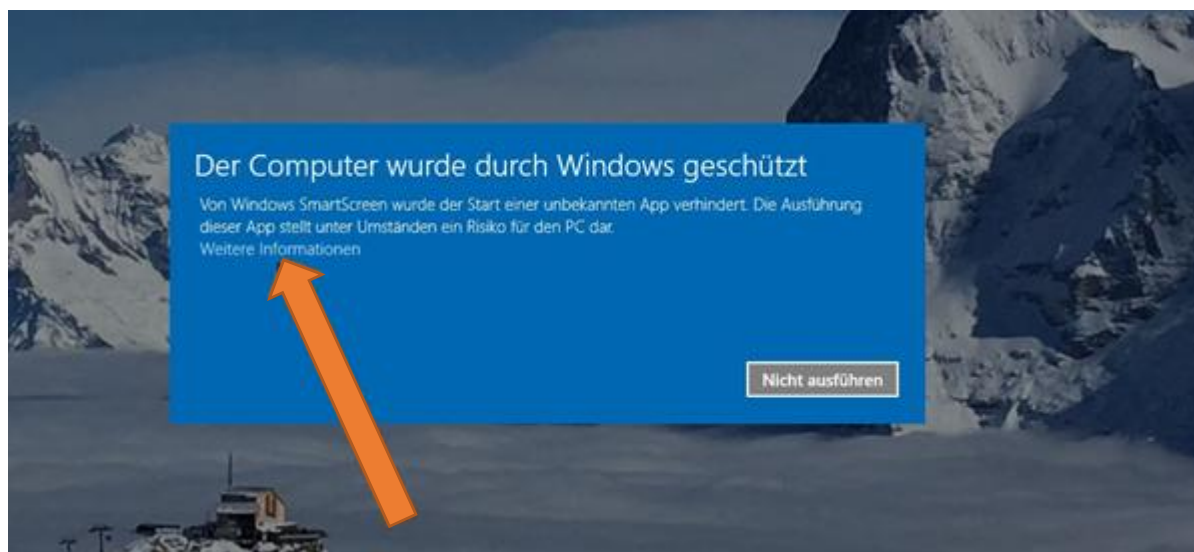 Der Computer wurde durch Windows geschützt
Von Windows SmartScreen wurde der Start einer unbekannten App verhindert. Die Ausführung
dieser App stellt unter Umständen ein Risiko für den PC dar.
Weitere Informationen
Nicht ausführen